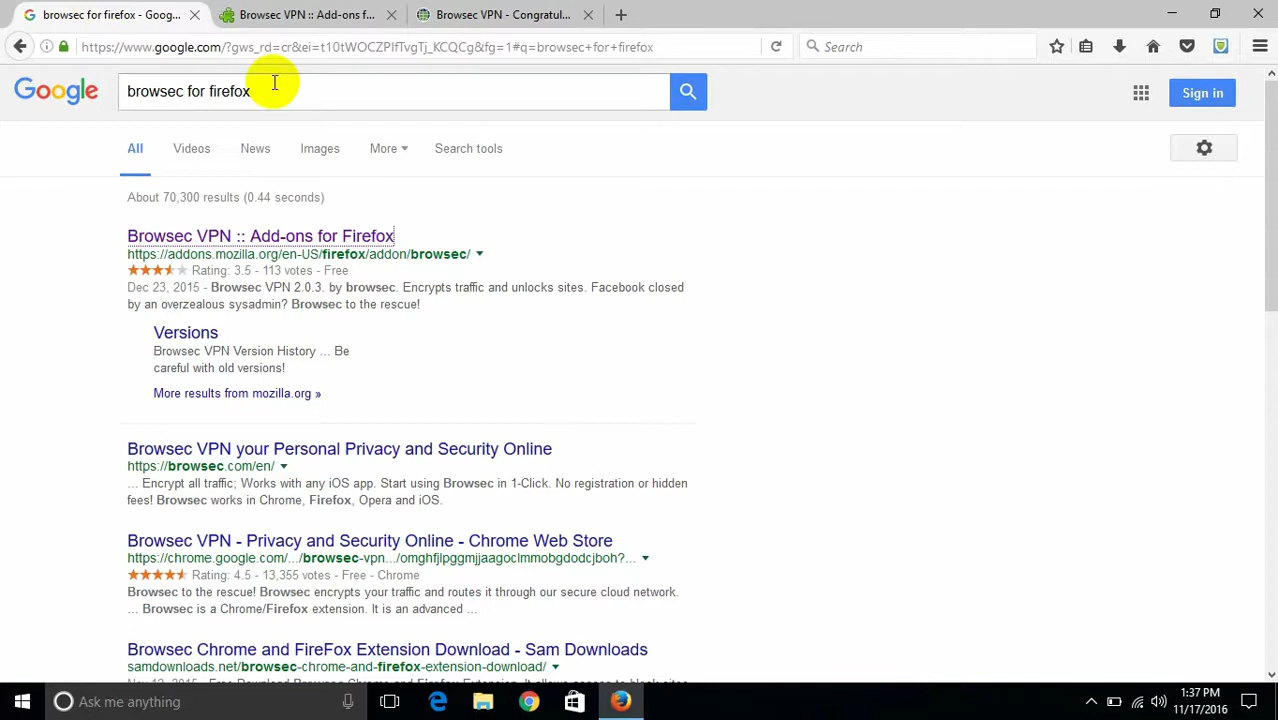 browsec for firefox - Goog...
Browsec VPN :: Add-ons f...
Browsec VPN - Congratul...
https://www.google.com/?gws_rd=cr&ei=t10tWOCZPIfTvgTj_KCQCg&fg=1#q=browsec+for+firefox
Search
Google
browsec for firefox
Sign in
All
Videos
News
Images
More
Search tools
About 70,300 results (0.44 seconds)
Browsec VPN :: Add-ons for Firefox
https://addons.mozilla.org/en-US/firefox/addon/browsec/
Rating: 3.5 - 113 votes - Free
Dec 23, 2015 - Browsec VPN 2.0.3. by browsec. Encrypts traffic and unlocks sites. Facebook closed
by an overzealous sysadmin? Browsec to the rescue!
Versions
Browsec VPN Version History ... Be
careful with old versions!
More results from mozilla.org »
Browsec VPN your Personal Privacy and Security Online
https://browsec.com/en/
... Encrypt all traffic; Works with any iOS app. Start using Browsec in 1-Click. No registration or hidden
fees! Browsec works in Chrome, Firefox, Opera and iOS.
Browsec VPN - Privacy and Security Online - Chrome Web Store
https://chrome.google.com/.../browsec-vpn.../omghfjlpggmjjaagoclmmobgdodcjboh?...
Rating: 4.5 - 13,355 votes - Free - Chrome
Browsec to the rescue! Browsec encrypts your traffic and routes it through our secure cloud network.
... Browsec is a Chrome/Firefox extension. It is an advanced ...
Browsec Chrome and FireFox Extension Download - Sam Downloads
samdownloads.net/browsec-chrome-and-firefox-extension-download/
Ask me anything
1:37 PM
11/17/2016